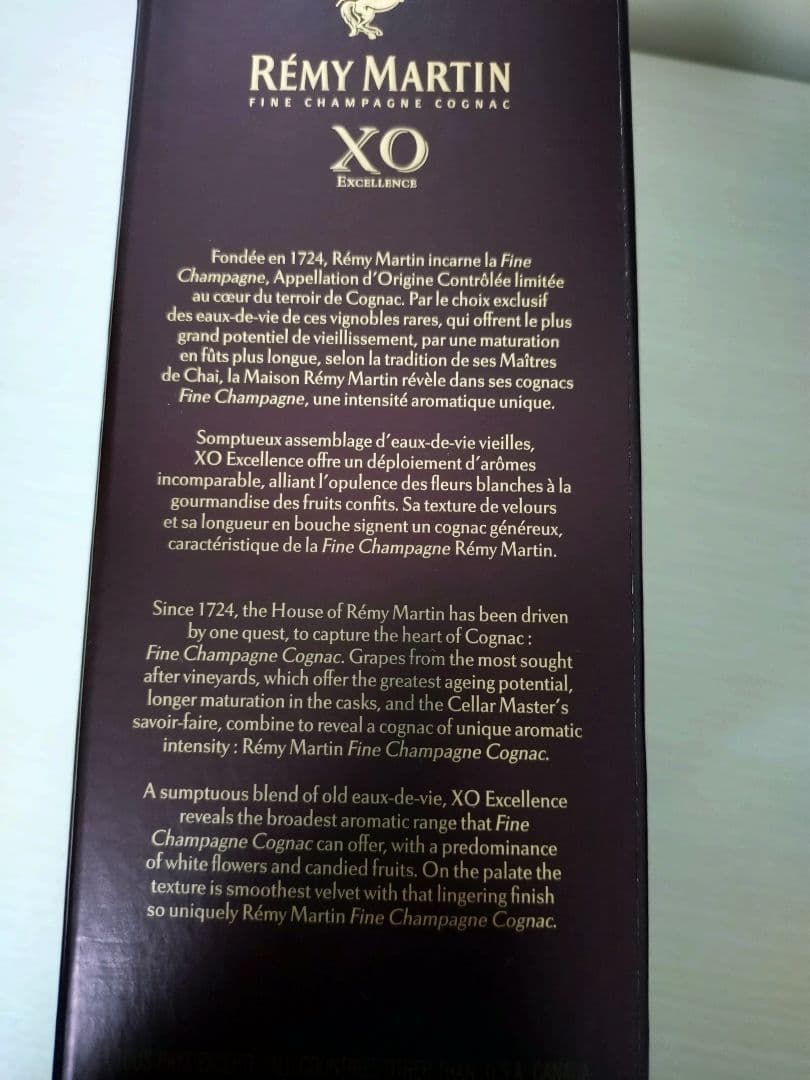 RÉMY MARTIN
FINE CHAMPAGNE COGNAC
XO
EXCELLENCE
Fondée en 1724, Rémy Martin incarne la Fine
Champagne, Appellation d'Origine Contrôlée limitée
au cœur du terroir de Cognac. Par le choix exclusif
des eaux-de-vie de ces vignobles rares, qui offrent le plus
grand potentiel de vieillissement, par une maturation
en fûts plus longue, selon la tradition de ses Maîtres
de Chai, la Maison Rémy Martin révèle dans ses cognacs
Fine Champagne, une intensité aromatique unique.
Somptueux assemblage d'eaux-de-vie vieilles,
XO Excellence offre un déploiement d'arômes
incomparable, alliant l'opulence des fleurs blanches à la
gourmandise des fruits confits. Sa texture de velours
et sa longueur en bouche signent un cognac généreux,
caractéristique de la Fine Champagne Rémy Martin.
Since 1724, the House of Rémy Martin has been driven
by one quest, to capture the heart of Cognac :
Fine Champagne Cognac. Grapes from the most sought
after vineyards, which offer the greatest ageing potential,
longer maturation in the casks, and the Cellar Master's
savoir-faire, combine to reveal a cognac of unique aromatic
intensity : Rémy Martin Fine Champagne Cognac.
A sumptuous blend of old eaux-de-vie, XO Excellence
reveals the broadest aromatic range that Fine
Champagne Cognac can offer, with a predominance
of white flowers and candied fruits. On the palate the
texture is smoothest velvet with that lingering finish
so uniquely Rémy Martin Fine Champagne Cognac.